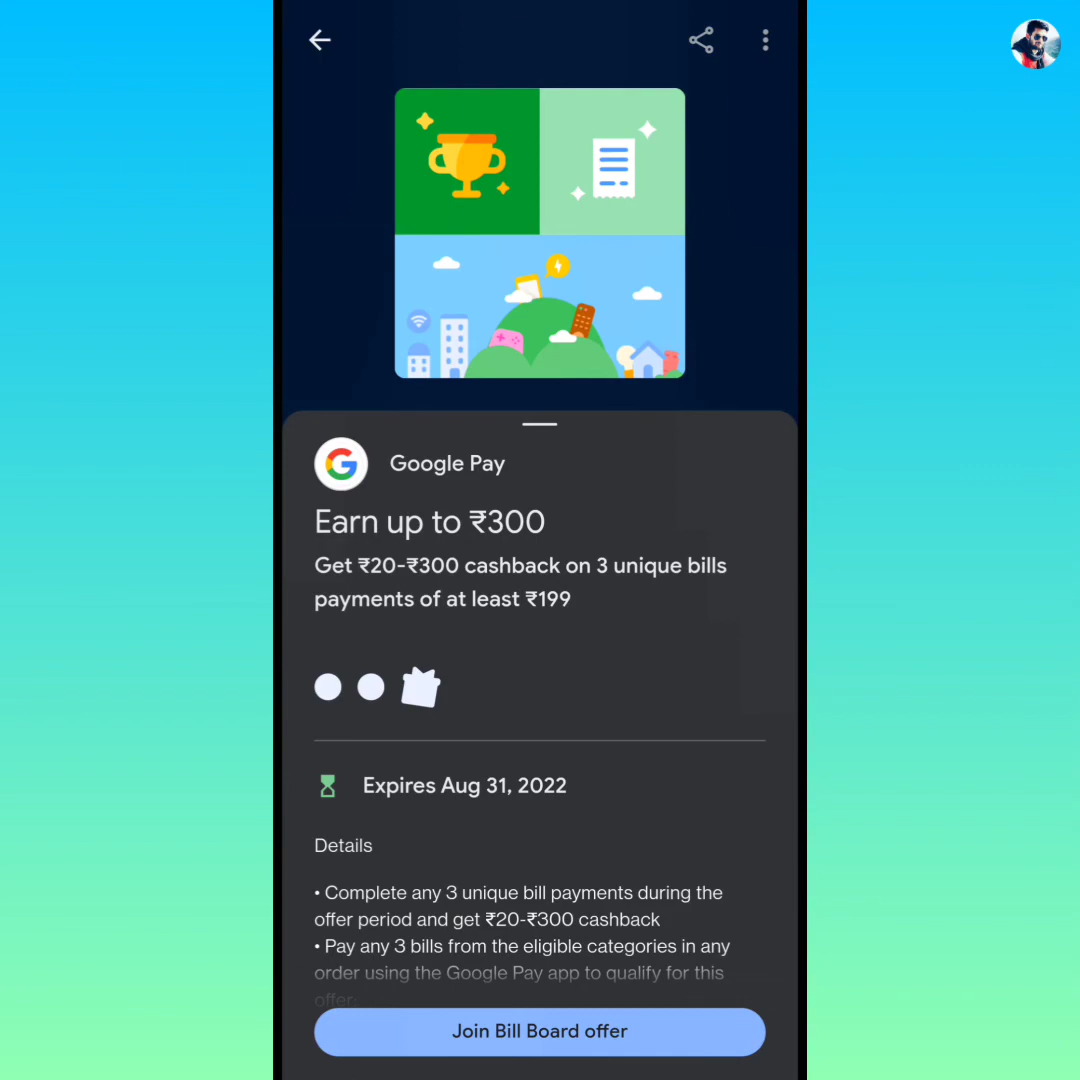 Google Pay
Earn up to ₹300
Get ₹20-₹300 cashback on 3 unique bills
payments of at least ₹199
Expires Aug 31, 2022
Details
• Complete any 3 unique bill payments during the
offer period and get ₹20-₹300 cashback
• Pay any 3 bills from the eligible categories in any
order using the Google Pay app to qualify for this
offer.
Join Bill Board offer